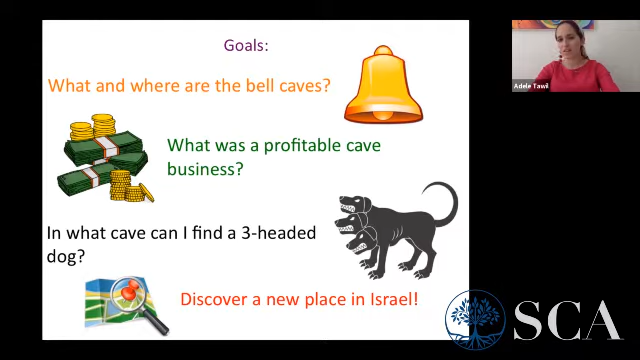 Goals:
What and where are the bell caves?
Adele Tawil
What was a profitable cave
business?
In what cave can I find a 3-headed
dog?
Discover a new place in Israel!
SCA